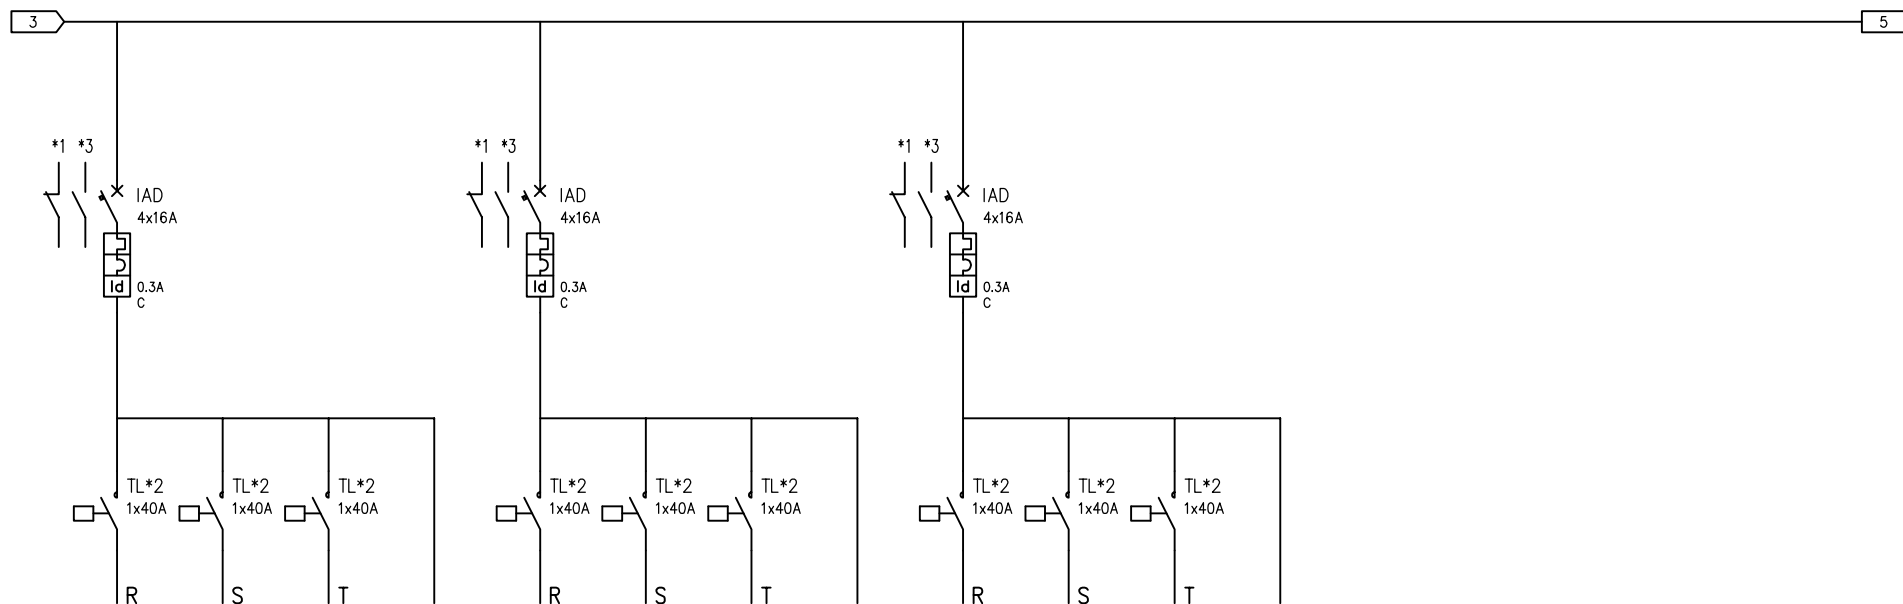 3
5
*1 *3
*1 *3
*1 *3
IAD
4x16A
IAD
4x16A
IAD
4x16A
Id 0.3A
C
Id 0.3A
C
Id 0.3A
C
TL*2
1x40A
TL*2
1x40A
TL*2
1x40A
TL*2
1x40A
TL*2
1x40A
TL*2
1x40A
TL*2
1x40A
TL*2
1x40A
TL*2
1x40A
R S T
R S T
R S T